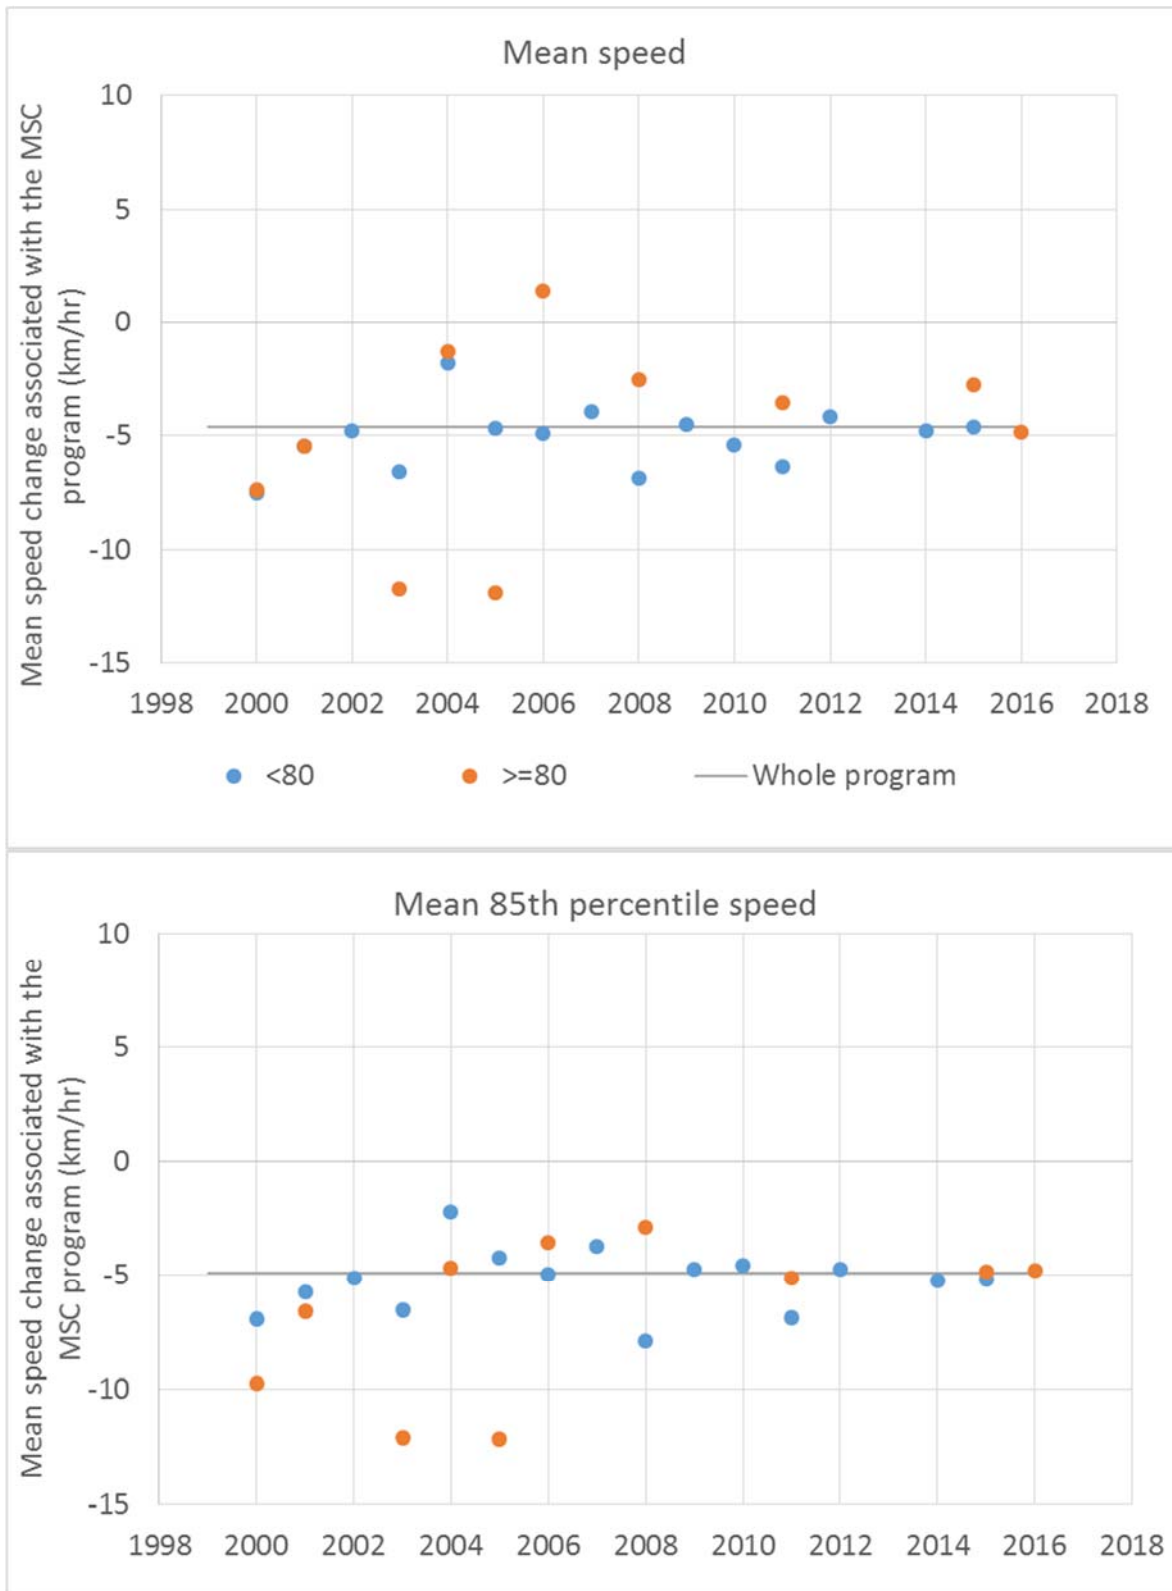 Mean speed
Mean speed change associated with the MSC
program (km/hr)
10
5
0
-5
-10
-15
1998 2000 2002 2004 2006 2008 2010 2012 2014 2016 2018
<80 >=80 Whole program
Mean 85th percentile speed
Mean speed change associated with the
MSC program (km/hr)
10
5
0
-5
-10
-15
1998 2000 2002 2004 2006 2008 2010 2012 2014 2016 2018